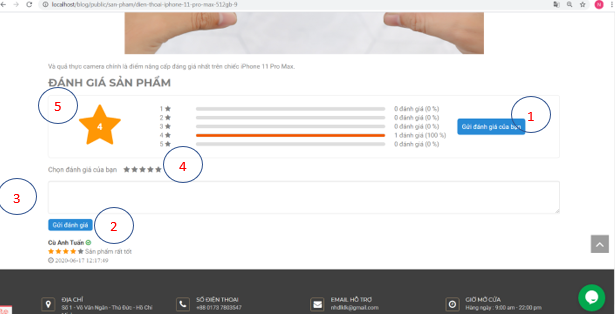 localhost/blog/public/san-pham/dien-thoai-iphone-11-pro-max-512gb-9
Và quả thực camera chính là điểm nâng cấp đáng giá nhất trên chiếc iPhone 11 Pro Max.
ĐÁNH GIÁ SẢN PHẨM
5
4
1 ★ 0 đánh giá (0 %)
2 ★ 0 đánh giá (0 %)
3 ★ 0 đánh giá (0 %)
4 ★ 1 đánh giá (100 %)
5 ★ 0 đánh giá (0 %)
Gửi đánh giá của bạn
1
Chọn đánh giá của bạn
4
3
Gửi đánh giá
2
Cù Anh Tuấn
Sản phẩm rất tốt
2020-06-17 12:17:49
ĐỊA CHỈ
Số 1 - Võ Văn Ngân - Thủ Đức - Hồ Chí
SỐ ĐIỆN THOẠI
+88 0173 7803547
EMAIL HỖ TRỢ
nhdllk@gmail.com
GIỜ MỞ CỬA
Hàng ngày : 9:00 am - 22:00 pm